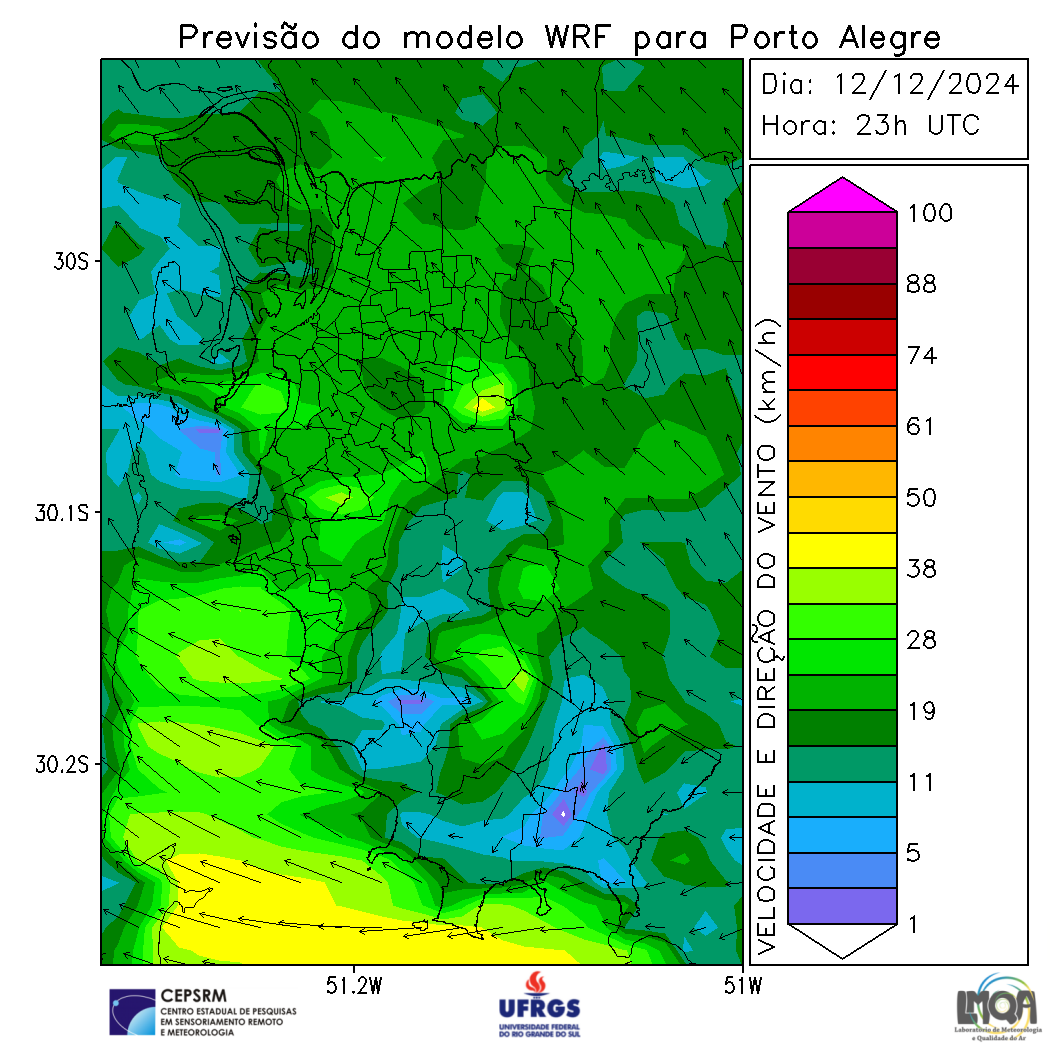 Previsão do modelo WRF para Porto Alegre
Dia: 12/12/2024
Hora: 23h UTC
30S
30.1S
30.2S
51.2W
51W
VELOCIDADE E DIREÇÃO DO VENTO (km/h)
100
88
74
61
50
38
28
19
11
5
1
CEPSRM
CENTRO ESTADUAL DE PESQUISAS
EM SENSORIAMENTO REMOTO
E METEOROLOGIA
UFRGS
UNIVERSIDADE FEDERAL
DO RIO GRANDE DO SUL
LMQA
Laboratório de Meteorologia
e Qualidade do Ar